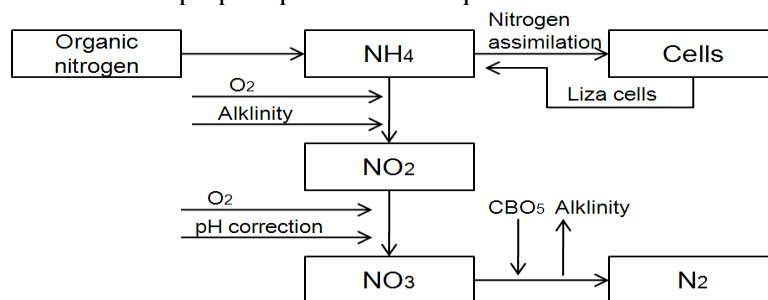 Organic
nitrogen
NH4
Nitrogen
assimilation
Cells
Liza cells
O2
Alklinity
NO2
O2
pH correction
CBO5 Alklinity
NO3
N2